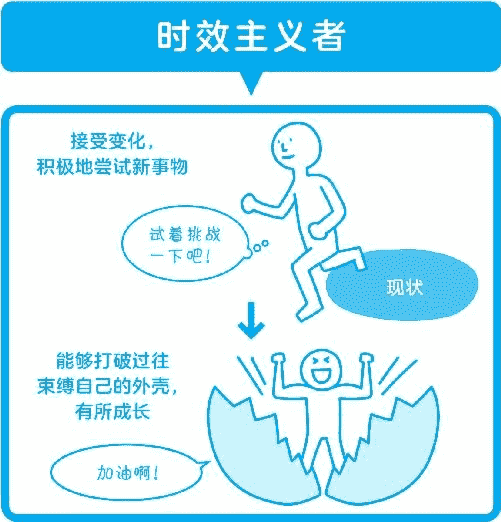 时效主义者
接受变化，
积极地尝试新事物
试着挑战
一下吧！
现状
能够打破过往
束缚自己的外壳，
有所成长
加油啊！